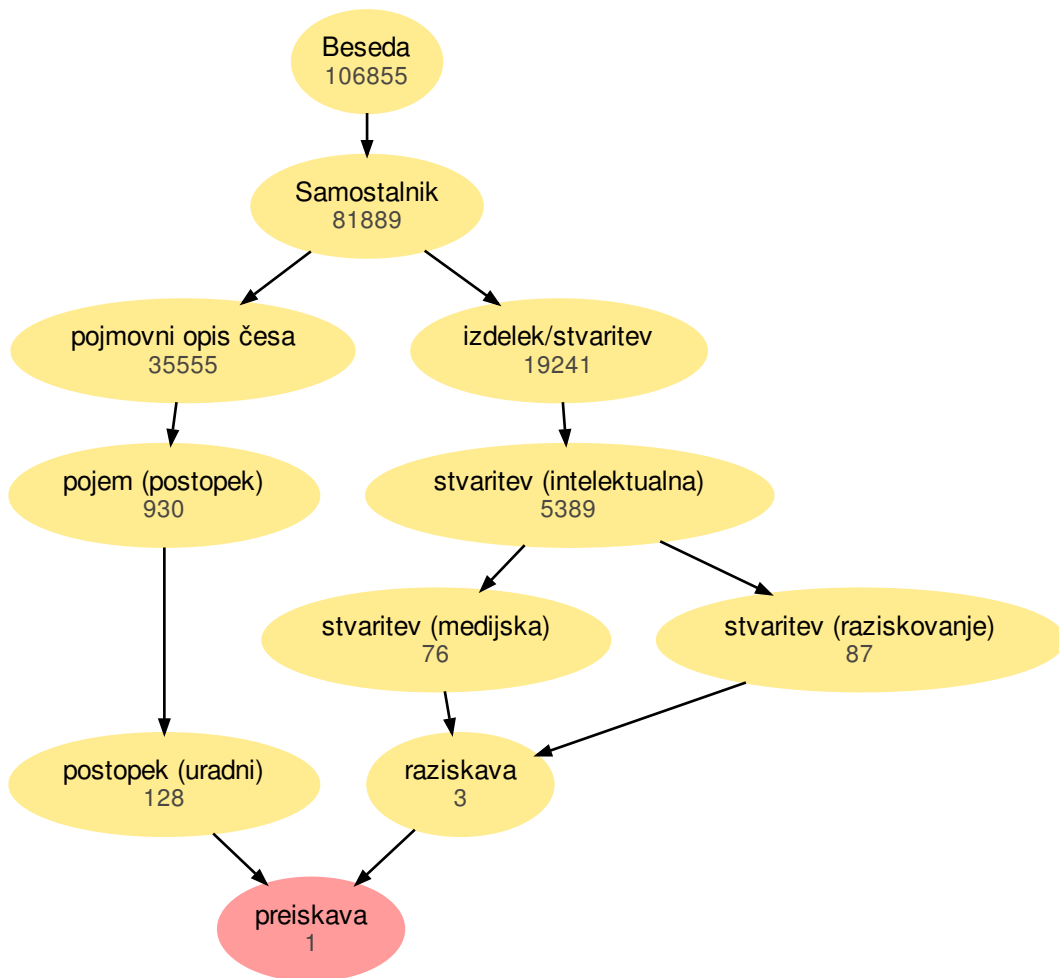 Beseda
106855
Samostalnik
81889
pojmovni opis česa
35555
izdelek/stvaritev
19241
pojem (postopek)
930
stvaritev (intelektualna)
5389
stvaritev (medijska)
76
stvaritev (raziskovanje)
87
postopek (uradni)
128
raziskava
3
preiskava
1